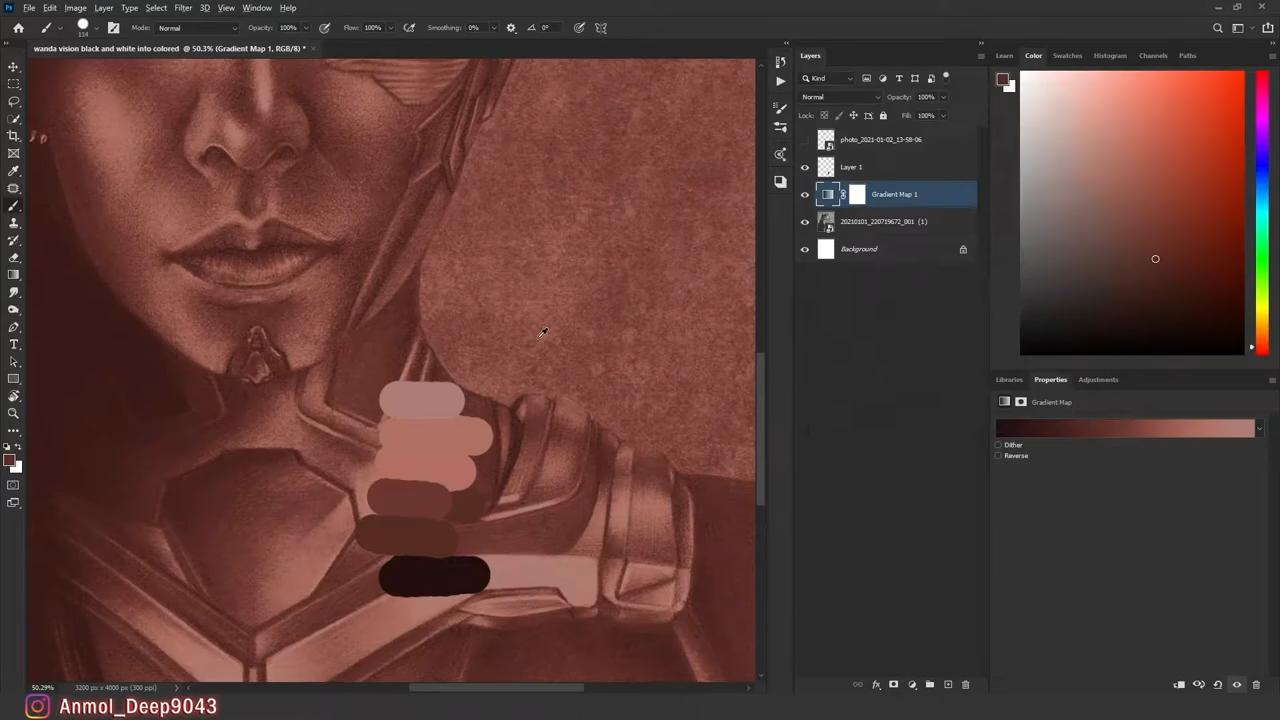 Ps File Edit Image Layer Type Select Filter 3D View Window Help
114 Mode: Normal Opacity: 100% Flow: 100% Smoothing: 0% 0°
wanda vision black and white into colored @ 50.3% (Gradient Map 1, RGB/8) *
Layers
Kind
Normal Opacity: 100%
Lock: Fill: 100%
photo_2021-01-02_13-58-06
Layer 1
Gradient Map 1
20210101_220719672_001 (1)
Background
Learn Color Swatches Histogram Channels Paths
Libraries Properties Adjustments
Gradient Map
Dither
Reverse
50.29% 3200 px x 4000 px (300 ppi)
Anmol_Deep9043